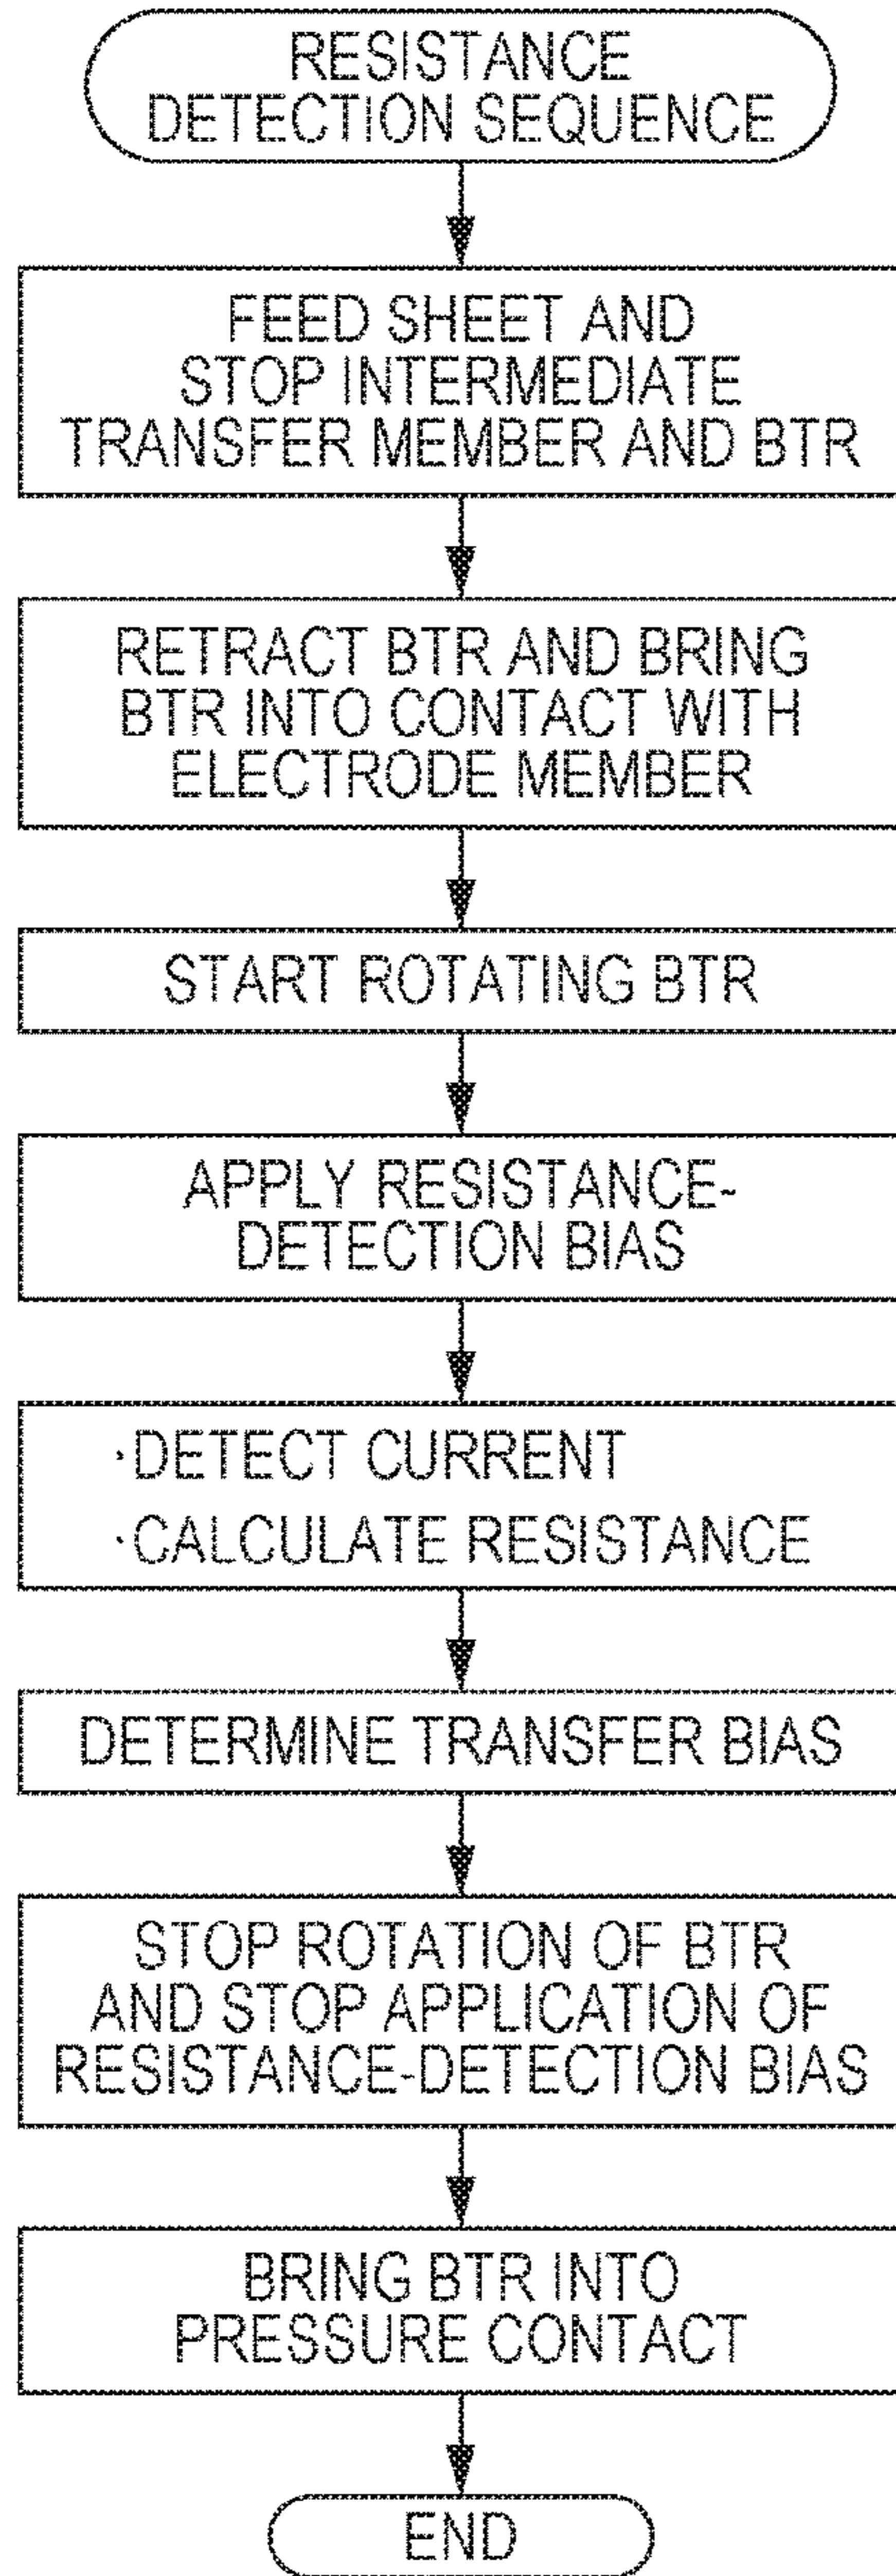 RESISTANCE
DETECTION SEQUENCE
FEED SHEET AND
STOP INTERMEDIATE
TRANSFER MEMBER AND BTR
RETRACT BTR AND BRING
BTR INTO CONTACT WITH
ELECTRODE MEMBER
START ROTATING BTR
APPLY RESISTANCE-
DETECTION BIAS
·DETECT CURRENT
·CALCULATE RESISTANCE
DETERMINE TRANSFER BIAS
STOP ROTATION OF BTR
AND STOP APPLICATION OF
RESISTANCE-DETECTION BIAS
BRING BTR INTO
PRESSURE CONTACT
END